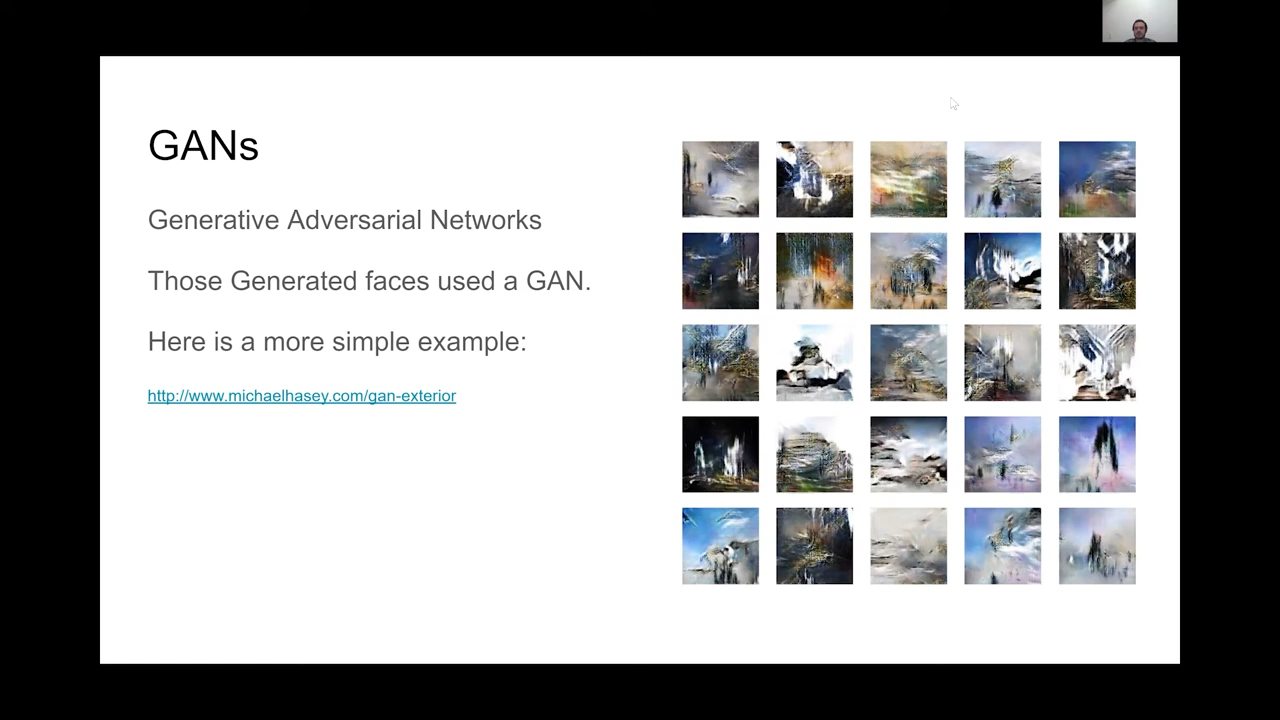 GANs
Generative Adversarial Networks
Those Generated faces used a GAN.
Here is a more simple example:
http://www.michaelhasey.com/gan-exterior